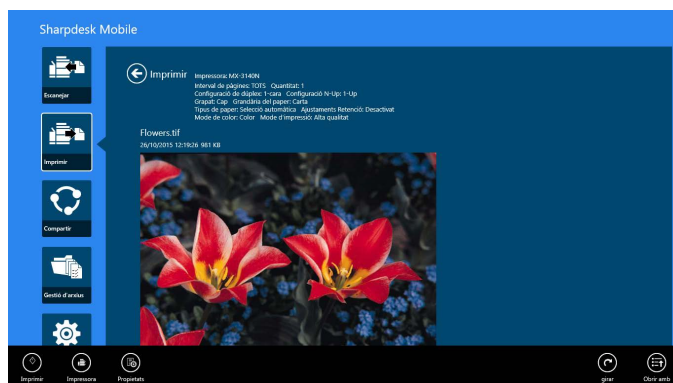 Sharpdesk Mobile
Escanejar
Imprimir
Compartir
Gestió d'arxius
Imprimir
Impressora: MX-3140N
Interval de pàgines: TOTS Quantitat: 1
Configuració de dúplex: 1-cara Configuració N-Up: 1-Up
Grapat: Cap Grandària del paper: Carta
Tipus de paper: Selecció automàtica Ajustaments Retenció: Desactivat
Mode de color: Color Mode d'impressió: Alta qualitat
Flowers.tif
26/10/2015 12:19:26 981 KB
Imprimir
Impressora
Propietats
girar
Obrir amb